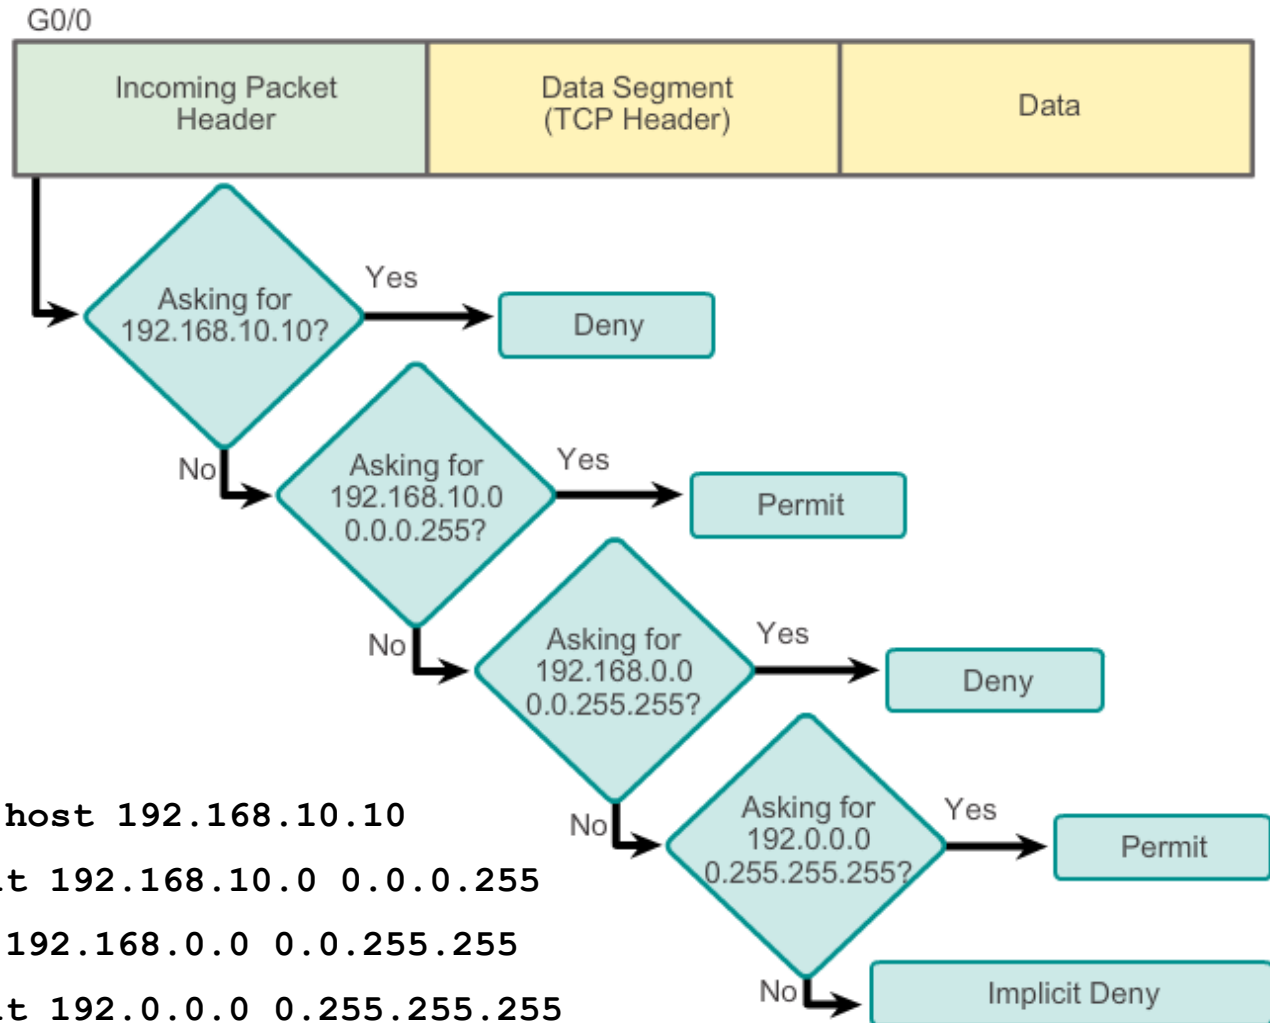 G0/0
Incoming Packet
Header
Data Segment
(TCP Header)
Data
Asking for
192.168.10.10?
Yes
Deny
No
Asking for
192.168.10.0
0.0.0.255?
Yes
Permit
No
Asking for
192.168.0.0
0.0.255.255?
Yes
Deny
No
Asking for
192.0.0.0
0.255.255.255?
Yes
Permit
No
Implicit Deny
host 192.168.10.10
192.168.10.0 0.0.0.255
192.168.0.0 0.0.255.255
192.0.0.0 0.255.255.255